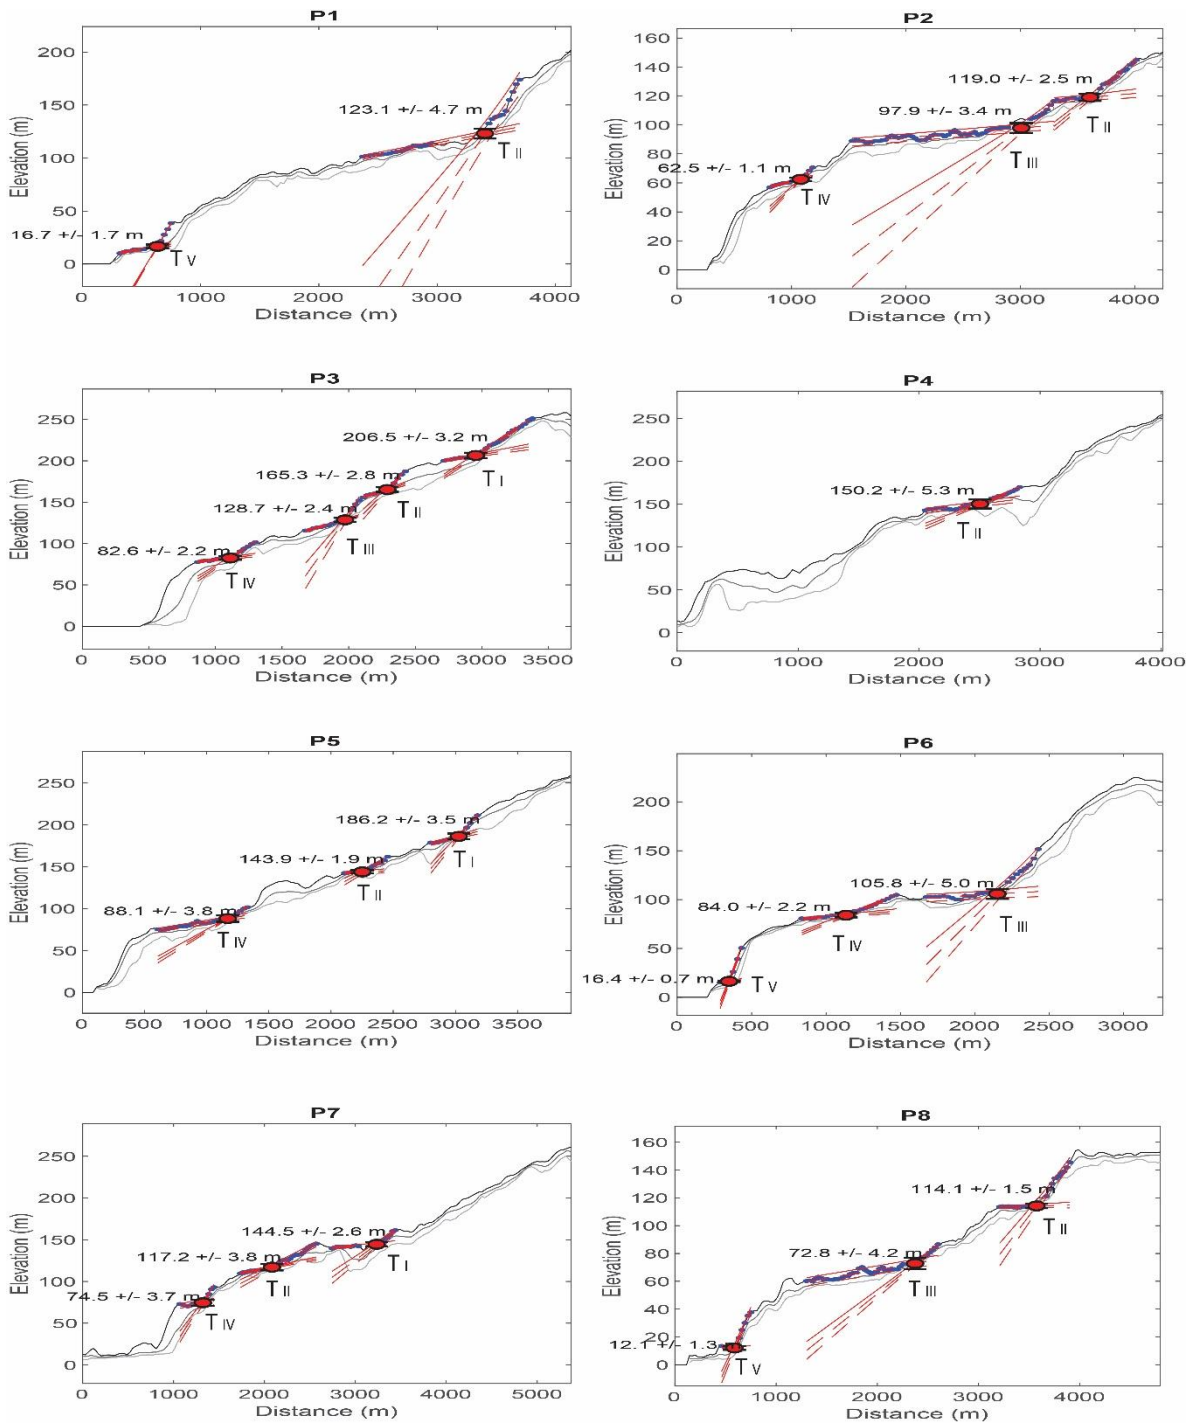 P1
Elevation (m)
200
150
100
50
0
123.1 +/- 4.7 m
T II
16.7 +/- 1.7 m
T V
0 1000 2000 3000 4000
Distance (m)
P2
Elevation (m)
160
140
120
100
80
60
40
20
0
119.0 +/- 2.5 m
97.9 +/- 3.4 m
T II
T III
62.5 +/- 1.1 m
T IV
0 1000 2000 3000 4000
Distance (m)
P3
Elevation (m)
250
200
150
100
50
0
206.5 +/- 3.2 m
T I
165.3 +/- 2.8 m
T II
128.7 +/- 2.4 m
T III
82.6 +/- 2.2 m
T IV
0 500 1000 1500 2000 2500 3000 3500
Distance (m)
P4
Elevation (m)
250
200
150
100
50
0
150.2 +/- 5.3 m
T II
0 1000 2000 3000 4000
Distance (m)
P5
Elevation (m)
250
200
150
100
50
0
186.2 +/- 3.5 m
T I
143.9 +/- 1.9 m
T II
88.1 +/- 3.8 m
T IV
0 500 1000 1500 2000 2500 3000 3500
Distance (m)
P6
Elevation (m)
200
150
100
50
0
105.8 +/- 5.0 m
T III
84.0 +/- 2.2 m
T IV
16.4 +/- 0.7 m
T V
0 500 1000 1500 2000 2500 3000
Distance (m)
P7
Elevation (m)
250
200
150
100
50
0
144.5 +/- 2.6 m
T I
117.2 +/- 3.8 m
T II
74.5 +/- 3.7 m
T IV
0 1000 2000 3000 4000 5000
Distance (m)
P8
Elevation (m)
160
140
120
100
80
60
40
20
0
114.1 +/- 1.5 m
T II
72.8 +/- 4.2 m
T III
12.1 +/- 1.3 m
T V
0 1000 2000 3000 4000
Distance (m)